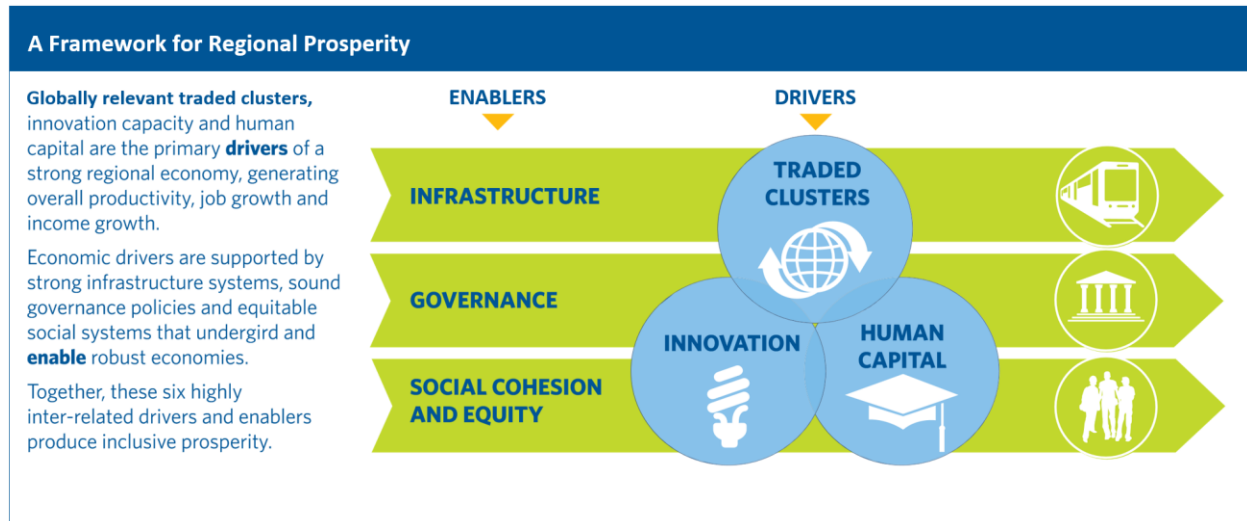 A Framework for Regional Prosperity
Globally relevant traded clusters,
innovation capacity and human
capital are the primary drivers of a
strong regional economy, generating
overall productivity, job growth and
income growth.
Economic drivers are supported by
strong infrastructure systems, sound
governance policies and equitable
social systems that undergird and
enable robust economies.
Together, these six highly
inter-related drivers and enablers
produce inclusive prosperity.
ENABLERS
DRIVERS
INFRASTRUCTURE
GOVERNANCE
SOCIAL COHESION
AND EQUITY
TRADED
CLUSTERS
INNOVATION
HUMAN
CAPITAL